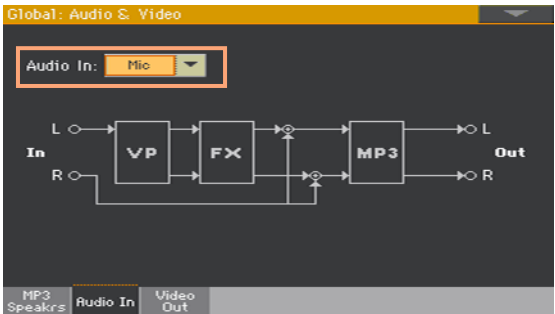 Global: Audio & Video
Audio In: Mic
L
L
In
VP
FX
MP3
Out
R
R
MP3 Speakrs
Audio In
Video Out